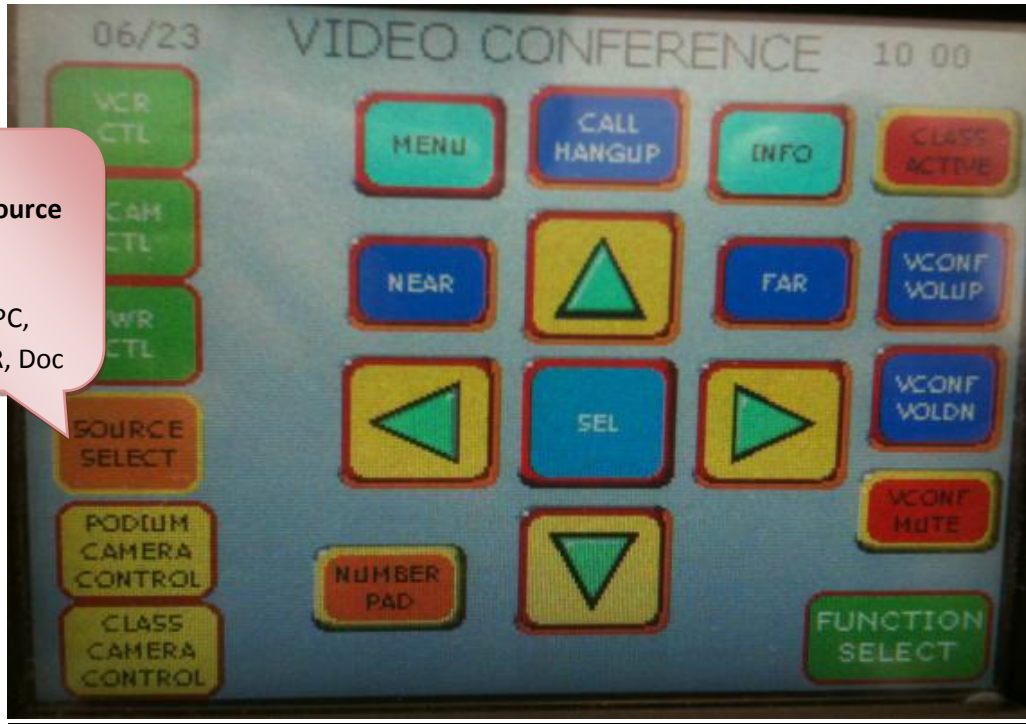 06/23
VIDEO CONFERENCE
10 00
VCR
CTL
MENU
CALL
HANGUP
INFO
CLASS
ACTIVE
ource
CAM
CTL
NEAR
FAR
VCONF
VOLUP
PC,
R, Doc
WR
CTL
SEL
VCONF
VOLDN
SOURCE
SELECT
VCONF
MUTE
PODIUM
CAMERA
CONTROL
NUMBER
PAD
CLASS
CAMERA
CONTROL
FUNCTION
SELECT